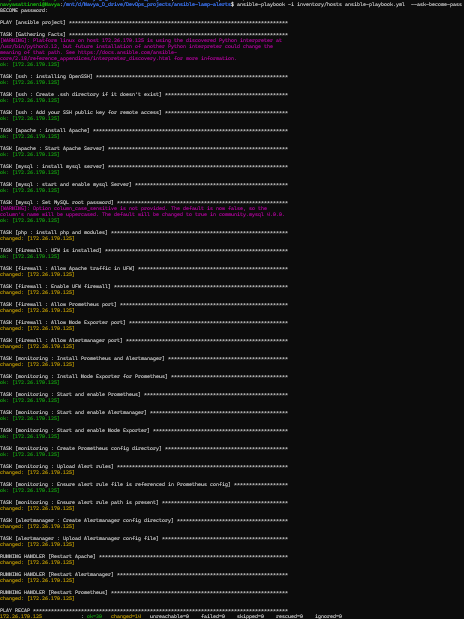 navyasattineni@Navya:/mnt/d/Navya_D_drive/DevOps_projects/ansible-lamp-alerts$ ansible-playbook -i inventory/hosts ansible-playbook.yml --ask-become-pass
BECOME password:
PLAY [ansible project] ***
TASK [Gathering Facts] ***
[WARNING]: Platform linux on host 172.26.170.125 is using the discovered Python interpreter at
/usr/bin/python3.12, but future installation of another Python interpreter could change the
meaning of that path. See https://docs.ansible.com/ansible-
core/2.18/reference_appendices/interpreter_discovery.html for more information.
ok: [172.26.170.125]
TASK [ssh : installing OpenSSH] ***
ok: [172.26.170.125]
TASK [ssh : Create .ssh directory if it doesn't exist] ***
ok: [172.26.170.125]
TASK [ssh : Add your SSH public key for remote access] ***
ok: [172.26.170.125]
TASK [apache : install Apache] ***
ok: [172.26.170.125]
TASK [apache : Start Apache Server] ***
ok: [172.26.170.125]
TASK [mysql : install mysql server] ***
ok: [172.26.170.125]
TASK [mysql : start and enable mysql Server] ***
ok: [172.26.170.125]
TASK [mysql : Set MySQL root password] ***
[WARNING]: Option column_case_sensitive is not provided. The default is now false, so the
column's name will be uppercased. The default will be changed to true in community.mysql 4.0.0.
ok: [172.26.170.125]
TASK [php : install php and modules] ***
changed: [172.26.170.125]
TASK [firewall : UFW is installed] ***
changed: [172.26.170.125]
TASK [firewall : Allow Apache traffic in UFW] ***
changed: [172.26.170.125]
TASK [firewall : Enable UFW firewall] ***
changed: [172.26.170.125]
TASK [firewall : Allow Prometheus port] ***
changed: [172.26.170.125]
TASK [firewall : Allow Node Exporter port] ***
changed: [172.26.170.125]
TASK [firewall : Allow Alertmanager port] ***
changed: [172.26.170.125]
TASK [monitoring : Install Prometheus and Alertmanager] ***
ok: [172.26.170.125]
TASK [monitoring : Install Node Exporter for Prometheus] ***
ok: [172.26.170.125]
TASK [monitoring : Start and enable Prometheus] ***
ok: [172.26.170.125]
TASK [monitoring : Start and enable Alertmanager] ***
ok: [172.26.170.125]
TASK [monitoring : Start and enable Node Exporter] ***
ok: [172.26.170.125]
TASK [monitoring : Create Prometheus config directory] ***
ok: [172.26.170.125]
TASK [monitoring : Upload Alert rules] ***
changed: [172.26.170.125]
TASK [monitoring : Ensure alert rule file is referenced in Prometheus config] ***
changed: [172.26.170.125]
TASK [monitoring : Ensure alert rule path is present] ***
changed: [172.26.170.125]
TASK [alertmanager : Create Alertmanager config directory] ***
changed: [172.26.170.125]
TASK [alertmanager : Upload Alertmanager config file] ***
changed: [172.26.170.125]
RUNNING HANDLER [Restart Apache] ***
changed: [172.26.170.125]
RUNNING HANDLER [Restart Alertmanager] ***
changed: [172.26.170.125]
RUNNING HANDLER [Restart Prometheus] ***
changed: [172.26.170.125]
PLAY RECAP ***
172.26.170.125 : unreachable=0 failed=0 skipped=0 rescued=0 ignored=0